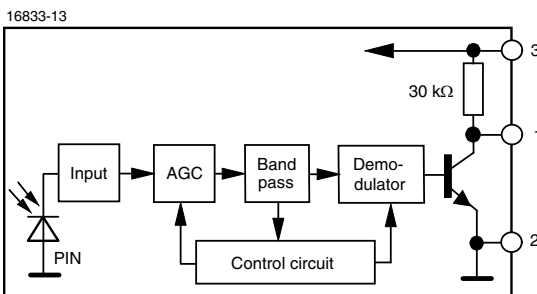 16833-13
3
30 kΩ
1
Input
AGC
Band
pass
Demo-
dulator
2
PIN
Control circuit